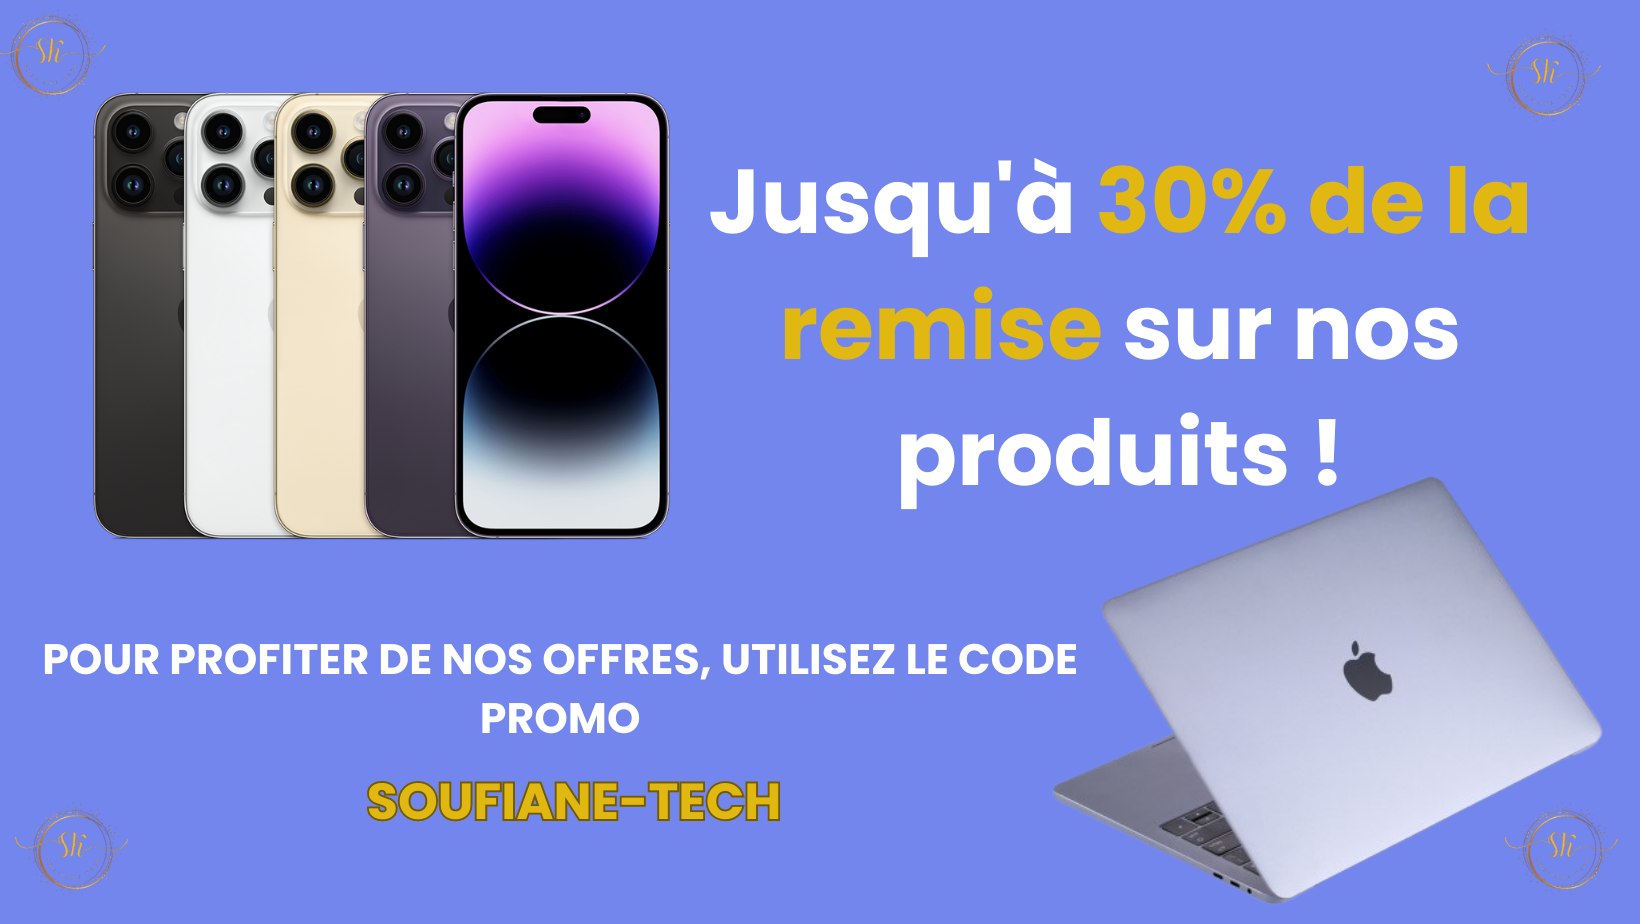 Jusqu'à 30% de la
remise sur nos
produits !
POUR PROFITER DE NOS OFFRES, UTILISEZ LE CODE
PROMO
SOUFIANE-TECH